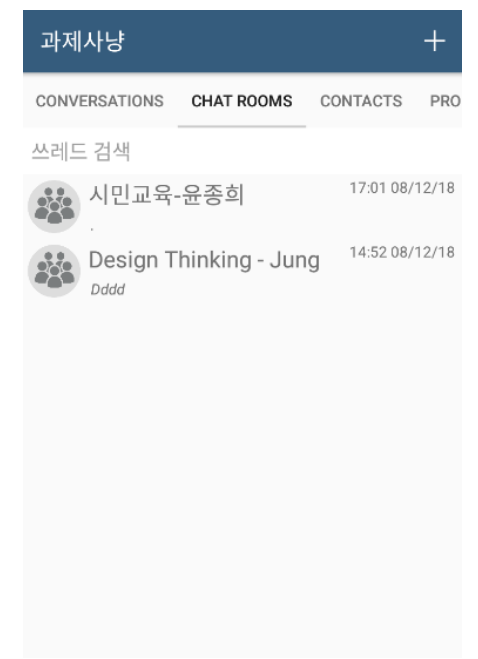 과제사냥
CONVERSATIONS CHAT ROOMS CONTACTS PRO
쓰레드 검색
시민교육-윤종희 17:01 08/12/18
.
Design Thinking - Jung 14:52 08/12/18
Dddd